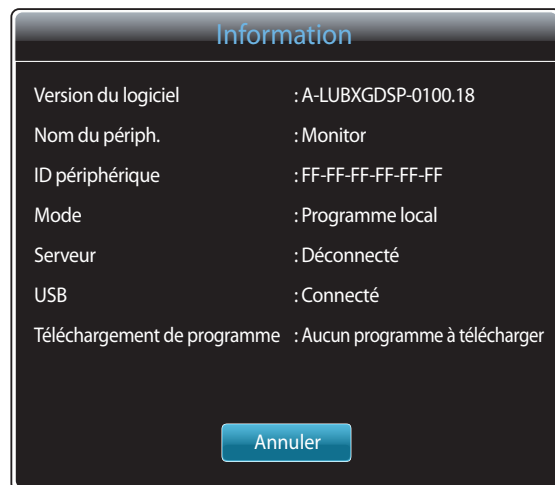 Information
Version du logiciel : A-LUBXGDSP-0100.18
Nom du périph. : Monitor
ID périphérique : FF-FF-FF-FF-FF-FF
Mode : Programme local
Serveur : Déconnecté
USB : Connecté
Téléchargement de programme : Aucun programme à télécharger
Annuler